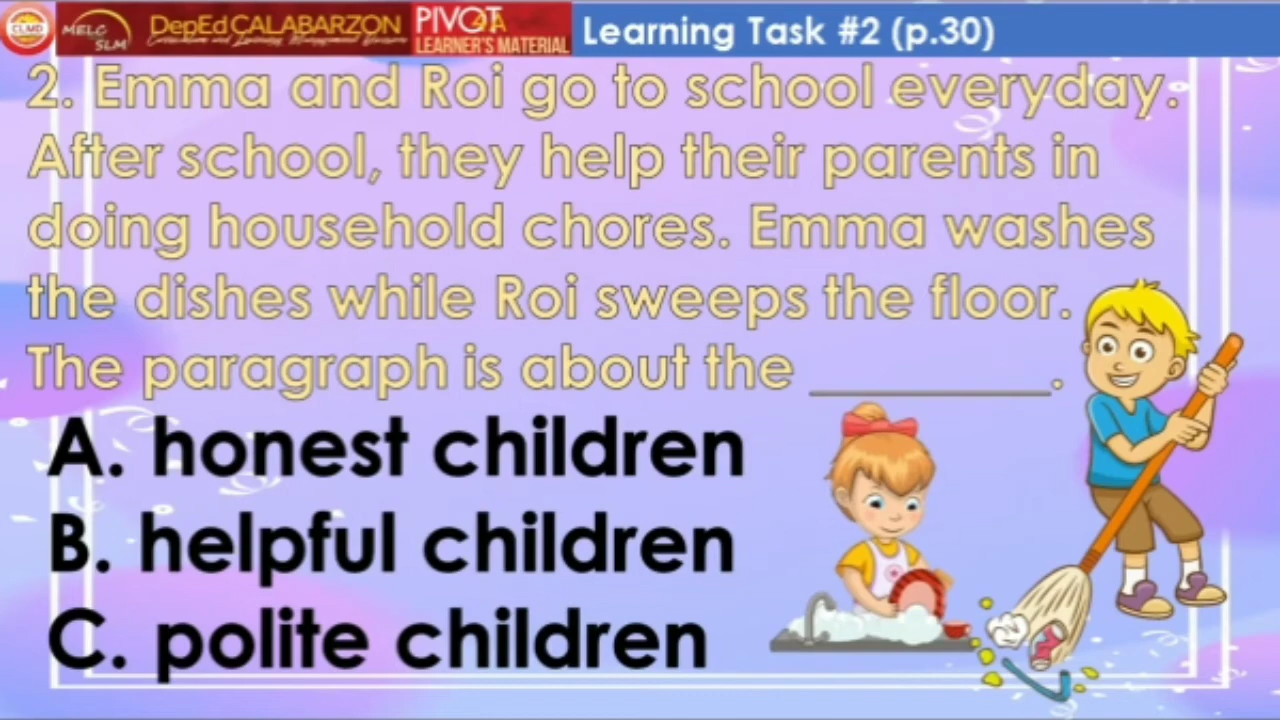 CLMD
MELC
SLM
DepEd CALABARZON
PIVOT 4A
LEARNER'S MATERIAL
Learning Task #2 (p.30)
2. Emma and Roi go to school everyday.
After school, they help their parents in
doing household chores. Emma washes
the dishes while Roi sweeps the floor.
The paragraph is about the __________.
A. honest children
B. helpful children
C. polite children